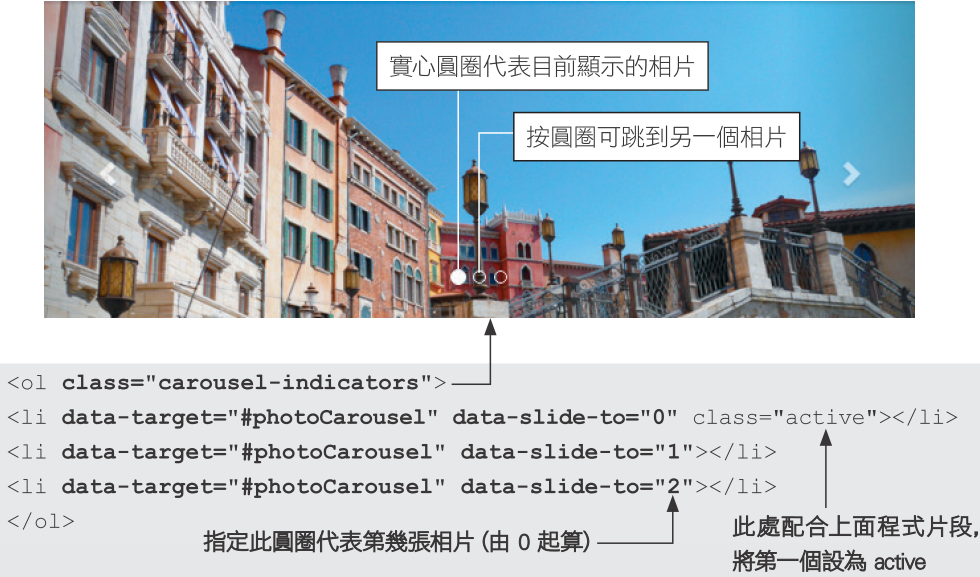 實心圓圈代表目前顯示的相片
按圓圈可跳到另一個相片
<ol class="carousel-indicators">
<li data-target="#photoCarousel" data-slide-to="0" class="active"></li>
<li data-target="#photoCarousel" data-slide-to="1"></li>
<li data-target="#photoCarousel" data-slide-to="2"></li>
</ol>
指定此圓圈代表第幾張相片 (由 0 起算)
此處配合上面程式片段,
將第一個設為 active